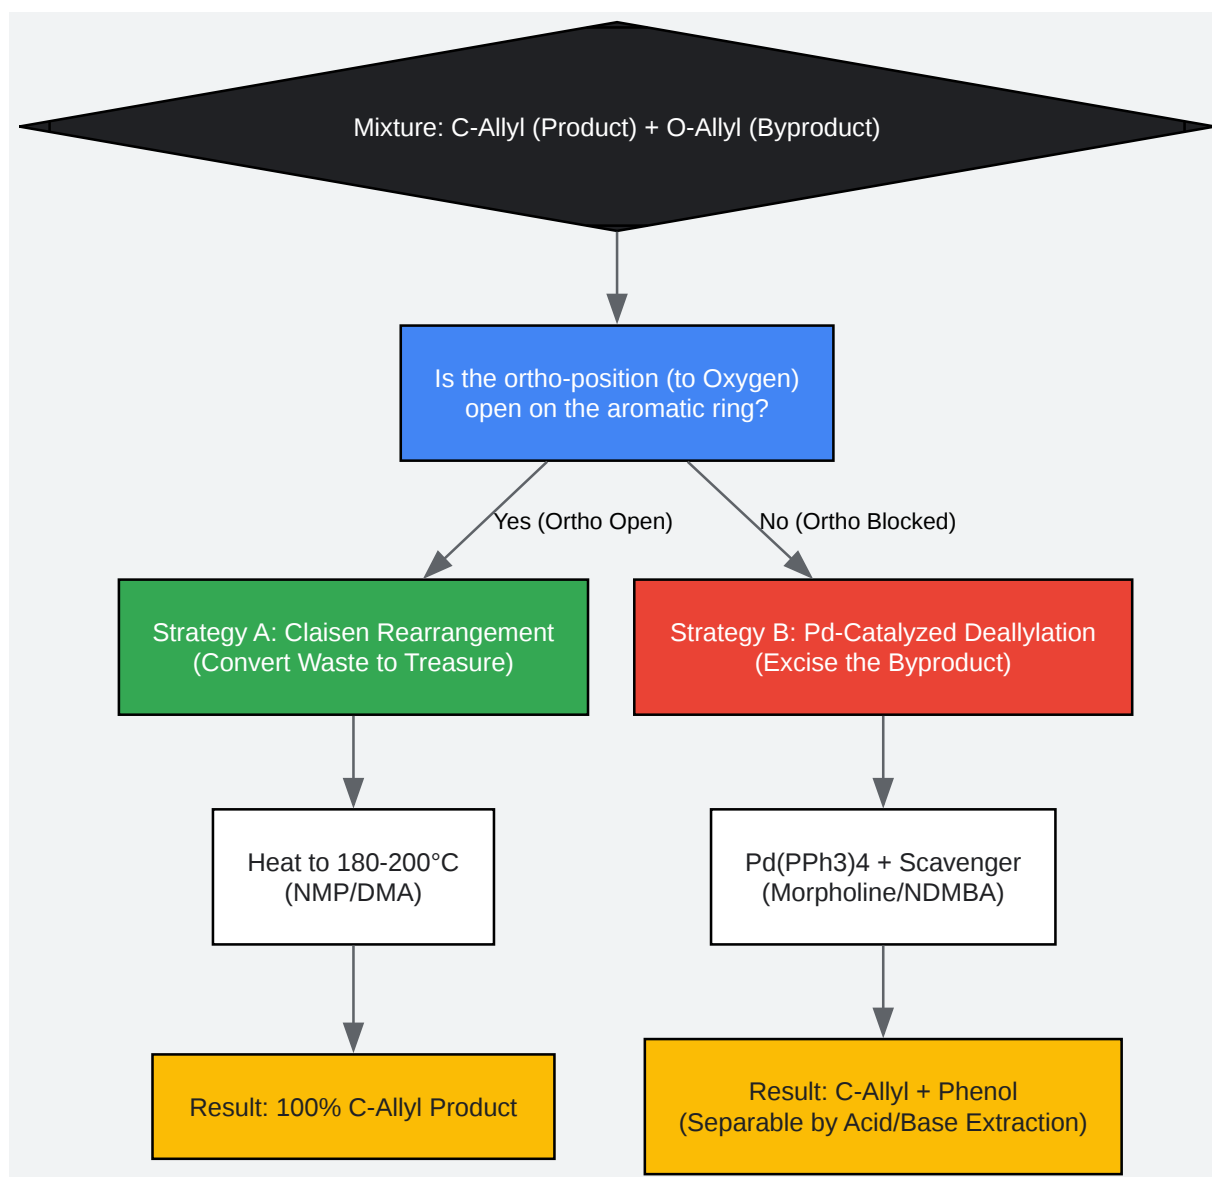 Mixture: C-Allyl (Product) + O-Allyl (Byproduct)
Is the ortho-position (to Oxygen)
open on the aromatic ring?
Yes (Ortho Open)
No (Ortho Blocked)
Strategy A: Claisen Rearrangement
(Convert Waste to Treasure)
Strategy B: Pd-Catalyzed Deallylation
(Excise the Byproduct)
Heat to 180-200°C
(NMP/DMA)
Pd(PPh3)4 + Scavenger
(Morpholine/NDMBA)
Result: 100% C-Allyl Product
Result: C-Allyl + Phenol
(Separable by Acid/Base Extraction)